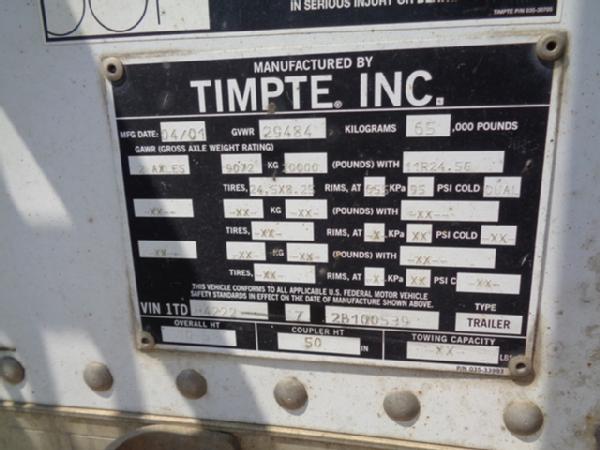 IN SERIOUS INJURY OR
TIMPTE P/N 035-30705
MANUFACTURED BY
TIMPTE, INC.
MFG DATE: 04/01 GVWR 29484 KILOGRAMS 65 ,000 POUNDS
GAWR (GROSS AXLE WEIGHT RATING)
2 AXLES 9072 KG 20000 (POUNDS) WITH 11R24.5G
TIRES, 24.5X8.25 RIMS, AT 655 KPa 95 PSI COLD DUAL
-XX- -XX- KG -XX- (POUNDS) WITH -XX--
TIRES, -XX- RIMS, AT -X- KPa XX PSI COLD -XX-
-XX- -XX- KG -XX- (POUNDS) WITH -XX--
TIRES, -XX- RIMS, AT -X- KPa XX PSI C -XX-
THIS VEHICLE CONFORMS TO ALL APPLICABLE U.S. FEDERAL MOTOR VEHICLE
SAFETY STANDARDS IN EFFECT ON THE DATE OF MANUFACTURE SHOWN ABOVE.
TYPE
VIN 1TD 7 2B100539 TRAILER
OVERALL HT COUPLER HT TOWING CAPACITY
50 IN -XX- LBS
P/N 035-33993